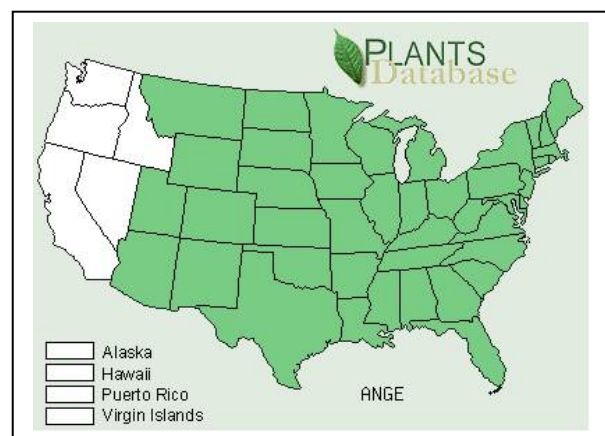 PLANTS
Database
Alaska
Hawaii
Puerto Rico
Virgin Islands
ANGE